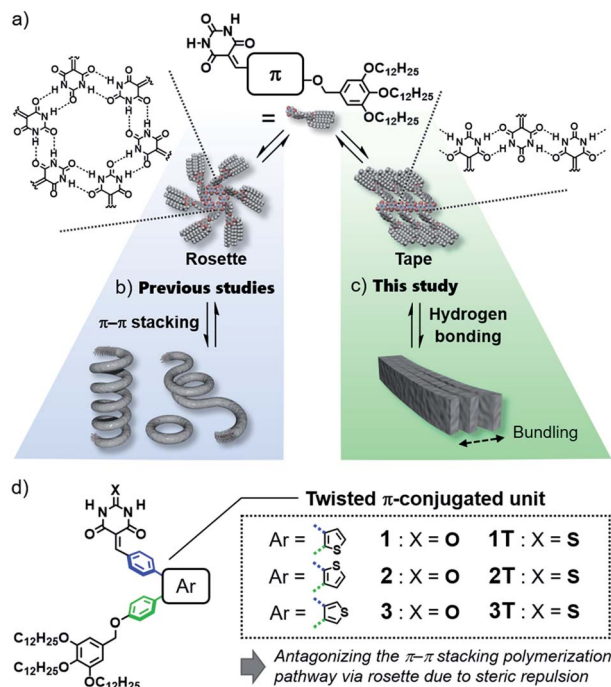 a)
OC12H25
OC12H25
OC12H25
π
=
Rosette
Tape
b) Previous studies
c) This study
π–π stacking
Hydrogen
bonding
Bundling
d)
Twisted π-conjugated unit
X
HN NH
O O
Ar
O
C12H25O
C12H25O
OC12H25
Ar = S 1 : X = O 1T : X = S
Ar = S 2 : X = O 2T : X = S
Ar = S 3 : X = O 3T : X = S
Antagonizing the π–π stacking polymerization
pathway via rosette due to steric repulsion